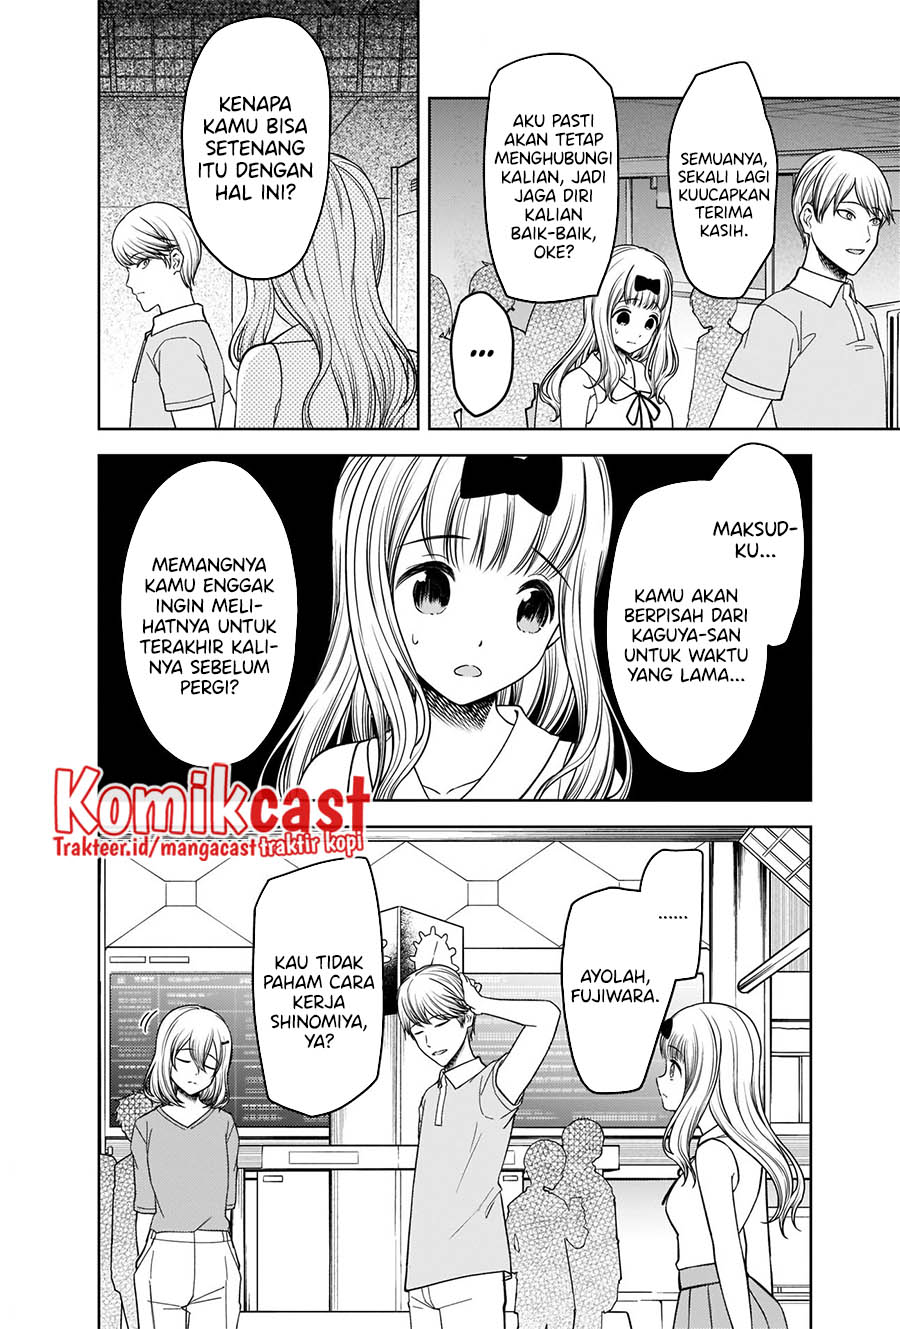 SEMUANYA,
SEKALI LAGI
KUUCAPKAN
TERIMA
KASIH.
AKU PASTI
AKAN TETAP
MENGHUBUNGI
KALIAN, JADI
JAGA DIRI
KALIAN
BAIK-BAIK,
OKE?
...
KENAPA
KAMU BISA
SETENANG
ITU DENGAN
HAL INI?
MAKSUD-
KU...
KAMU AKAN
BERPISAH DARI
KAGUYA-SAN
UNTUK WAKTU
YANG LAMA...
MEMANGNYA
KAMU ENGGAK
INGIN MELI-
HATNYA UNTUK
TERAKHIR KALI-
NYA SEBELUM
PERGI?
Komikcast
Trakteer.id/mangacast traktir kopi
......
AYOLAH,
FUJIWARA.
KAU TIDAK
PAHAM CARA
KERJA
SHINOMIYA,
YA?